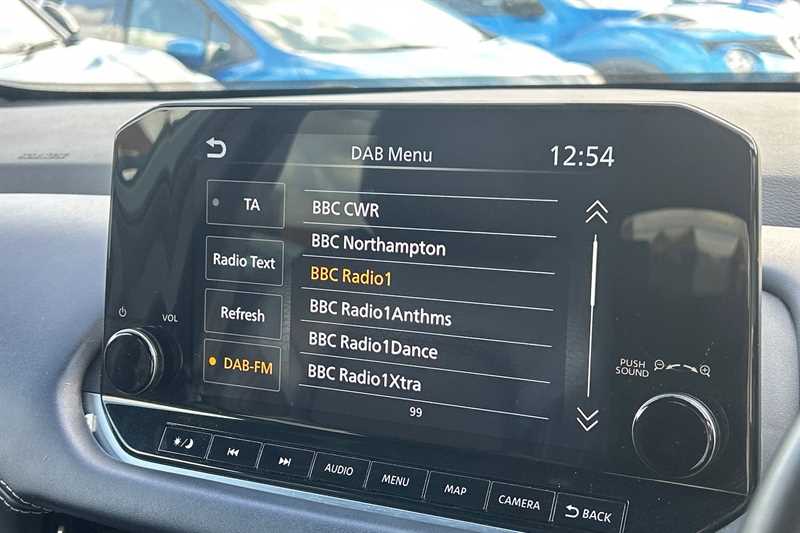 DAB Menu
12:54
TA
Radio Text
Refresh
DAB-FM
BBC CWR
BBC Northampton
BBC Radio1
BBC Radio1Anthms
BBC Radio1Dance
BBC Radio1Xtra
99
VOL
PUSH
SOUND
AUDIO
MENU
MAP
CAMERA
BACK